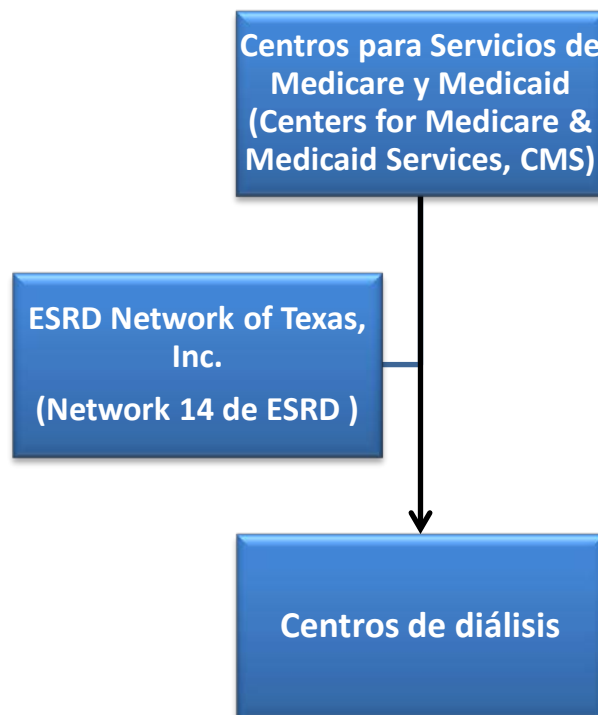 Centros para Servicios de
Medicare y Medicaid
(Centers for Medicare &
Medicaid Services, CMS)
ESRD Network of Texas,
Inc.
(Network 14 de ESRD )
Centros de diálisis